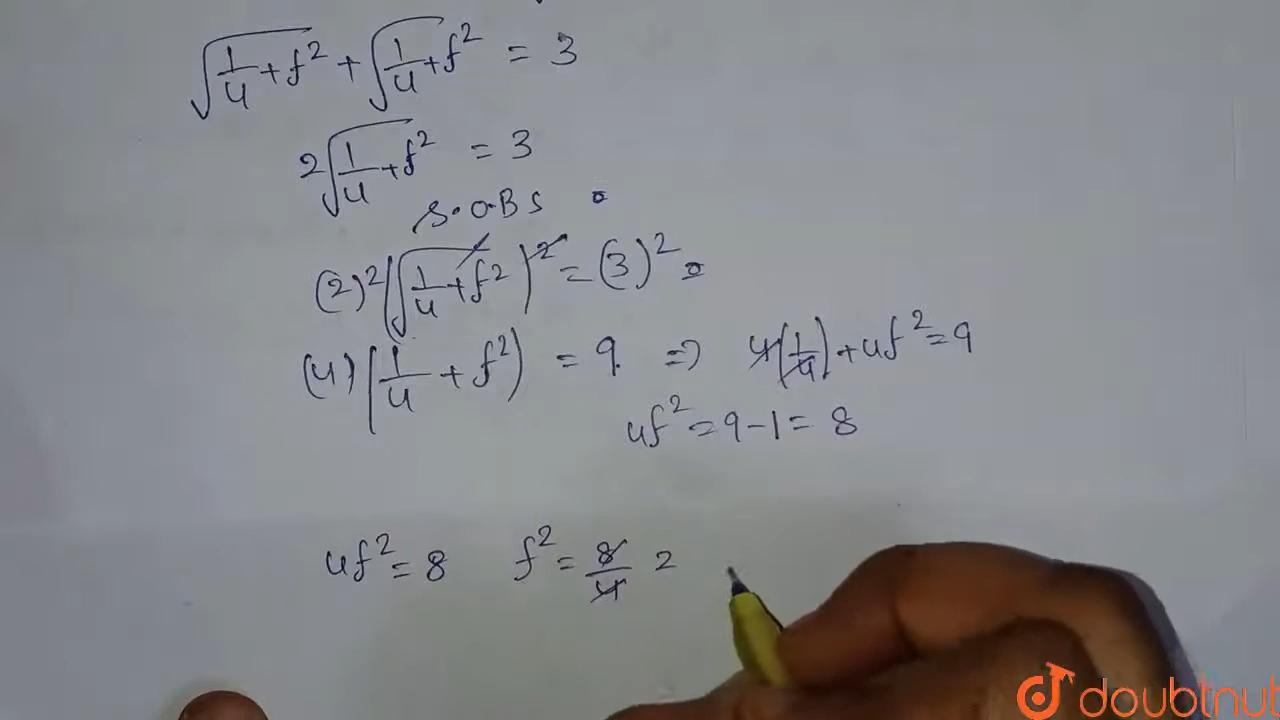 √(1/4 + f²) + √(1/4 + f²) = 3
2√(1/4 + f²) = 3
S.O.B.S
(2)² (√(1/4 + f²))² = (3)²
(4) (1/4 + f²) = 9. ⇒ 4(1/4) + 4f² = 9
4f² = 9 - 1 = 8
4f² = 8 f² = 8/4 2
doubtnut